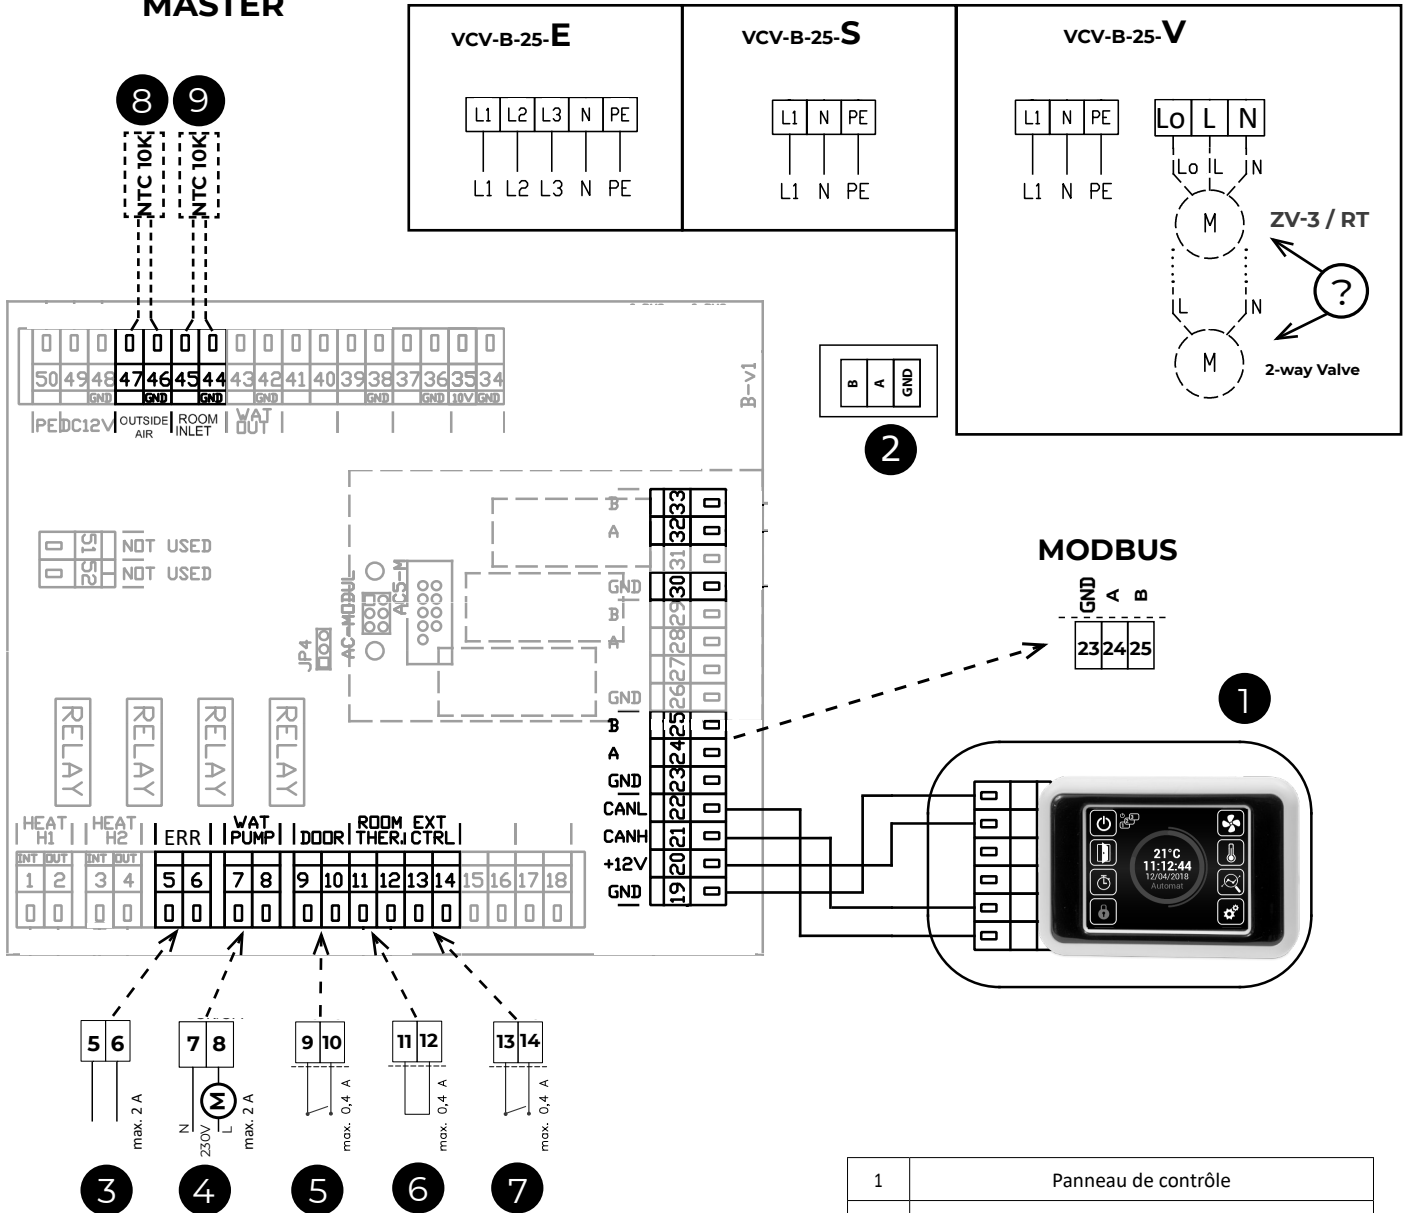 MASTER
VCV-B-25-E
L1 L2 L3 N PE
L1 L2 L3 N PE
VCV-B-25-S
L1 N PE
L1 N PE
VCV-B-25-V
L1 N PE
L1 N PE
Lo L N
Lo L N
M
ZV-3 / RT
?
L N
M
2-way Valve
8 9
NTC 10K
NTC 10K
50 49 48 47 46 45 44 43 42 41 40 39 38 37 36 35 34
GND GND GND GND GND GND 10V GND
PE DC12V OUTSIDE AIR ROOM INLET WAT OUT
B-v1
B A GND
2
51 NOT USED
52 NOT USED
JP4
AC-MODUL
AC5-M
B 33
A 32
31
GND 30
B 29
A 28
27
GND 26
B 25
A 24
GND 23
CANL 22
CANH 21
+12V 20
GND 19
MODBUS
GND A B
23 24 25
1
21°C
11:12:44
12/04/2018
Automat
RELAY RELAY RELAY RELAY
HEAT H1 HEAT H2 ERR WAT PUMP DOOR ROOM THER. EXT CTRL
INT OUT INT OUT
1 2 3 4 5 6 7 8 9 10 11 12 13 14 15 16 17 18
5 6
max. 2 A
3
7 8
N 230V L
M
max. 2 A
4
9 10
max. 0,4 A
5
11 12
max. 0,4 A
6
13 14
max. 0,4 A
7
1 Panneau de contrôle